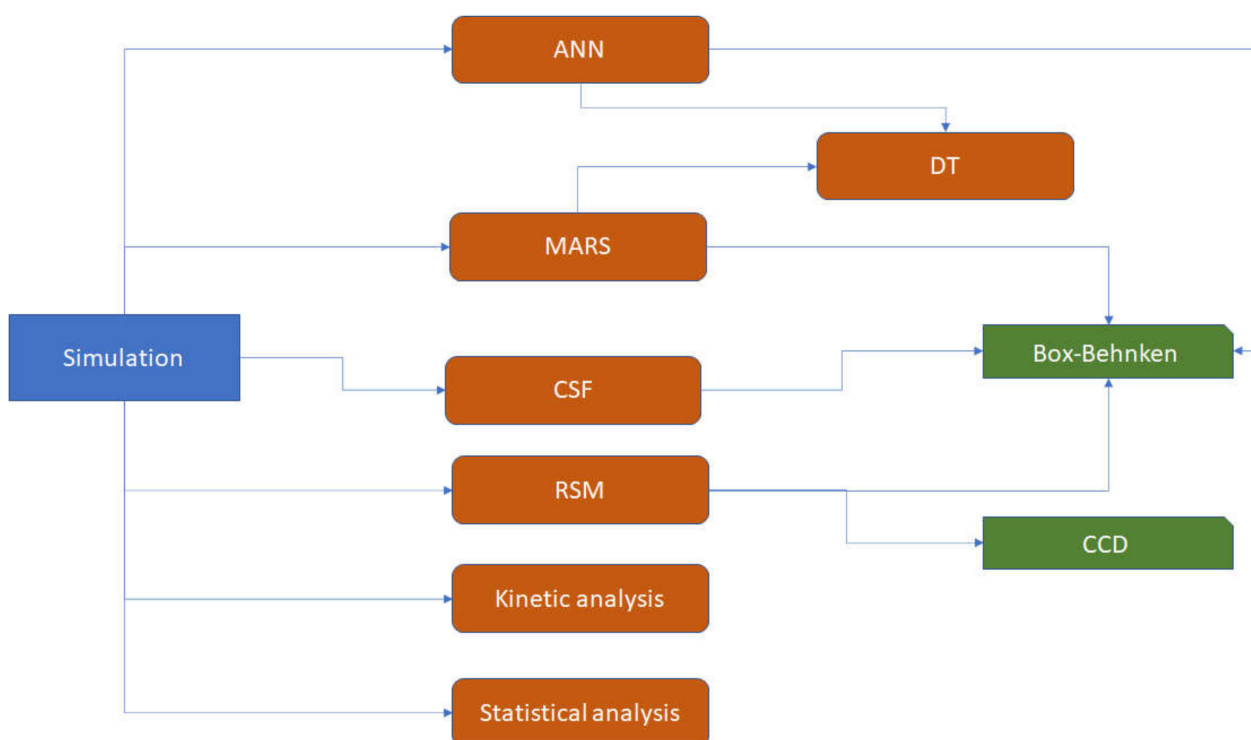 ANN
DT
MARS
Simulation
Box-Behnken
CSF
RSM
CCD
Kinetic analysis
Statistical analysis